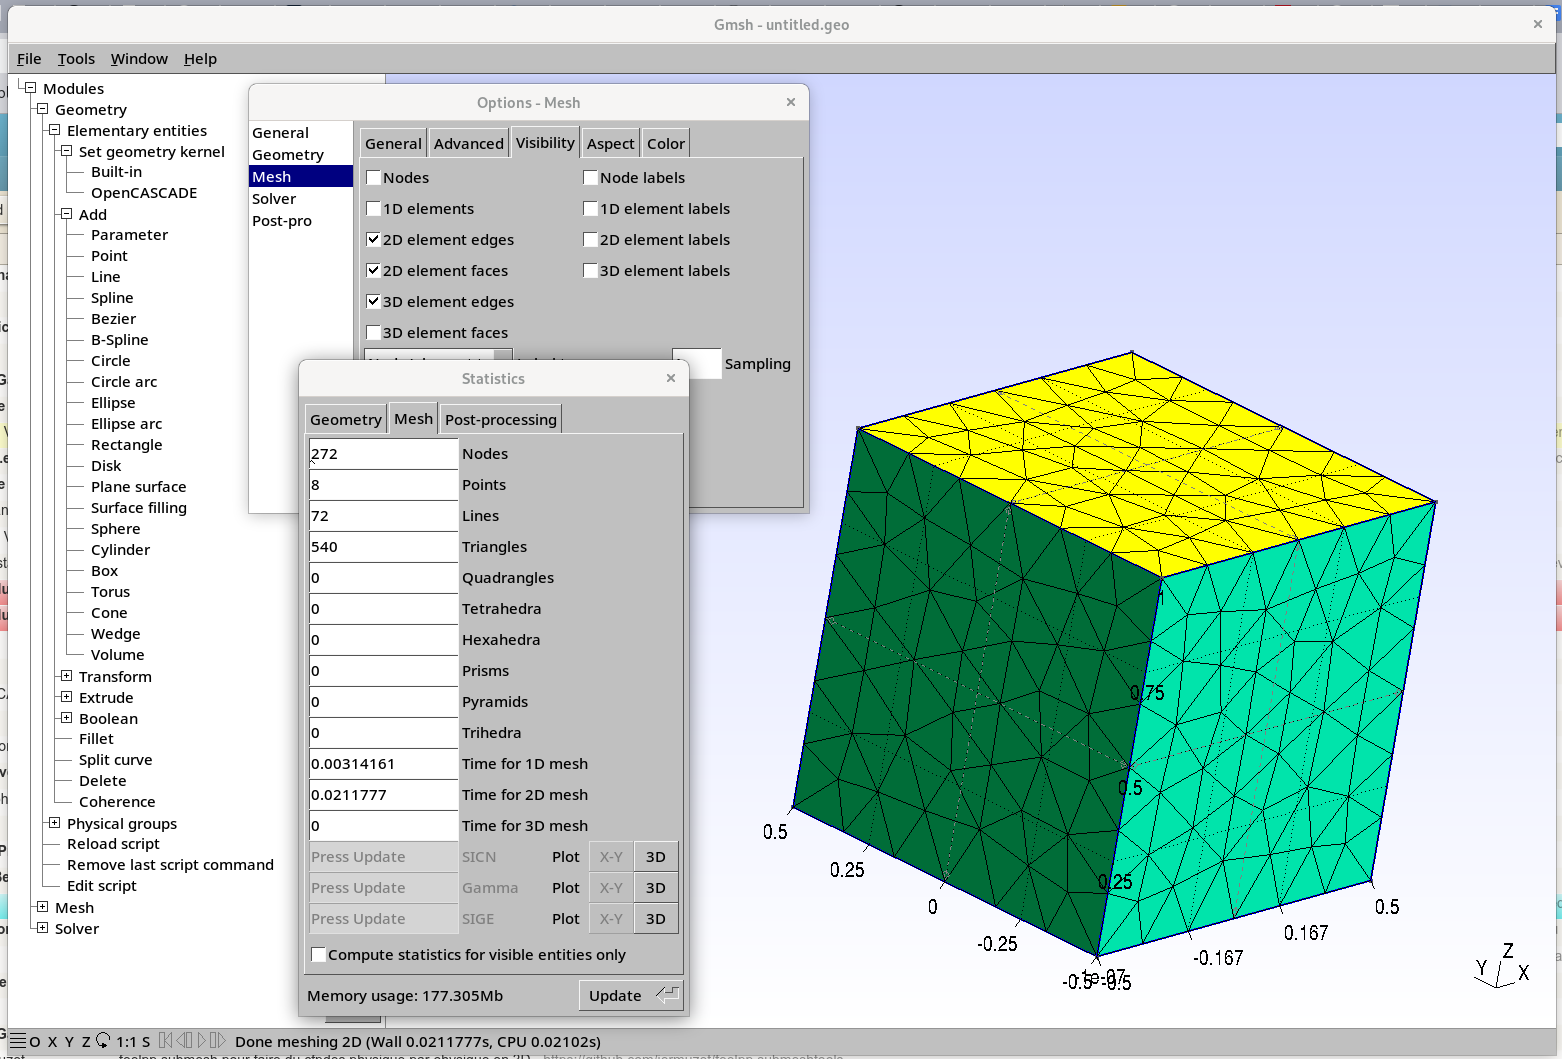 Gmsh - untitled.geo
File Tools Window Help
Modules
Geometry
Elementary entities
Set geometry kernel
Built-in
OpenCASCADE
Add
Parameter
Point
Line
Spline
Bezier
B-Spline
Circle
Circle arc
Ellipse
Ellipse arc
Rectangle
Disk
Plane surface
Surface filling
Sphere
Cylinder
Box
Torus
Cone
Wedge
Volume
Transform
Extrude
Boolean
Fillet
Split curve
Delete
Coherence
Physical groups
Reload script
Remove last script command
Edit script
Mesh
Solver
Options - Mesh
General
Geometry
Mesh
Solver
Post-pro
General Advanced Visibility Aspect Color
Nodes Node labels
1D elements 1D element labels
2D element edges 2D element labels
2D element faces 3D element labels
3D element edges
3D element faces
Sampling
Statistics
Geometry Mesh Post-processing
272 Nodes
8 Points
72 Lines
540 Triangles
0 Quadrangles
0 Tetrahedra
0 Hexahedra
0 Prisms
0 Pyramids
0 Trihedra
0.00314161 Time for 1D mesh
0.0211777 Time for 2D mesh
0 Time for 3D mesh
Press Update SICN Plot X-Y 3D
Press Update Gamma Plot X-Y 3D
Press Update SIGE Plot X-Y 3D
Compute statistics for visible entities only
Memory usage: 177.305Mb Update
1
0.75
0.5
0.25
0.5
0.25
0
-0.25
-0.5
-1e-07
-0.5
-0.167
0.167
0.5
Z
Y X
O X Y Z 1:1 S Done meshing 2D (Wall 0.0211777s, CPU 0.02102s)